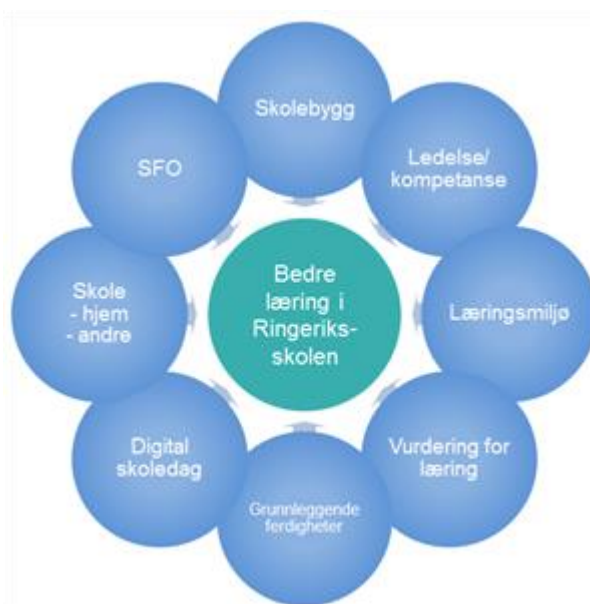 Skolebygg
Ledelse/
kompetanse
Læringsmiljø
Vurdering for
læring
Grunnleggende
ferdigheter
Digital
skoledag
Skole
- hjem
- andre
SFO
Bedre
læring i
Ringeriks-
skolen